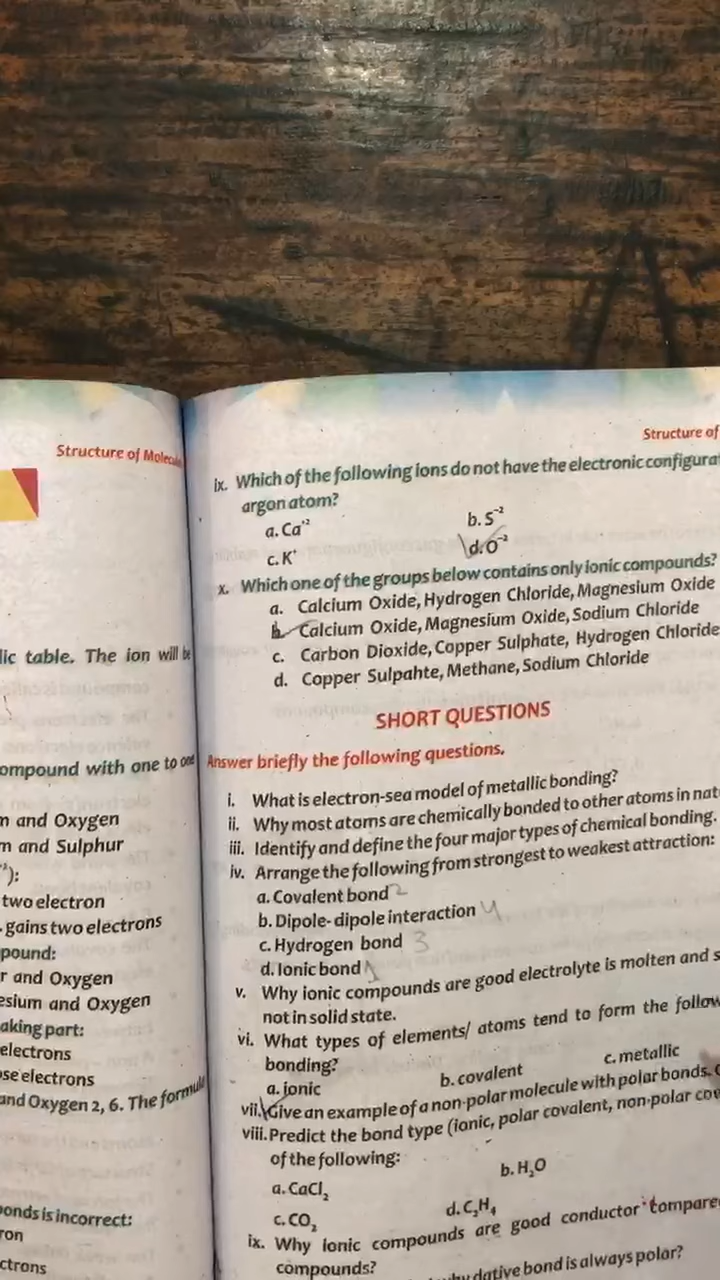 Structure of
ix. Which of the following ions do not have the electronic
argon atom?
a. Ca⁺² b. S⁻²
c. K⁺ d. O⁻²
x. Which one of the groups below contains only ionic compounds?
a. Calcium Oxide, Hydrogen Chloride, Magnesium Oxide
b. Calcium Oxide, Magnesium Oxide, Sodium Chloride
c. Carbon Dioxide, Copper Sulphate, Hydrogen Chloride
d. Copper Sulpahte, Methane, Sodium Chloride
SHORT QUESTIONS
Answer briefly the following questions.
i. What is electron-sea model of metallic bonding?
ii. Why most atoms are chemically bonded to other atoms in
iii. Identify and define the four major types of chemical bonding.
iv. Arrange the following from strongest to weakest attraction:
a. Covalent bond 2
b. Dipole- dipole interaction 4
c. Hydrogen bond 3
d. Ionic bond 1
v. Why ionic compounds are good electrolyte is molten and
not in solid state.
vi. What types of elements/ atoms tend to form the
bonding?
a. ionic b. covalent c. metallic
vii. Give an example of a non-polar molecule with polar bonds.
viii. Predict the bond type (ionic, polar covalent, non-polar
of the following:
a. CaCl₂ b. H₂O
c. CO₂ d. C₂H₄
ix. Why ionic compounds are good conductor
compounds?
dative bond is always polar?
Structure of
lic table. The ion will
ompound with one to one
and Oxygen
and Sulphur
two electron
gains two electrons
pound:
and Oxygen
esium and Oxygen
aking part:
electrons
se electrons
and Oxygen 2, 6. The
onds is incorrect:
ron
ctrons